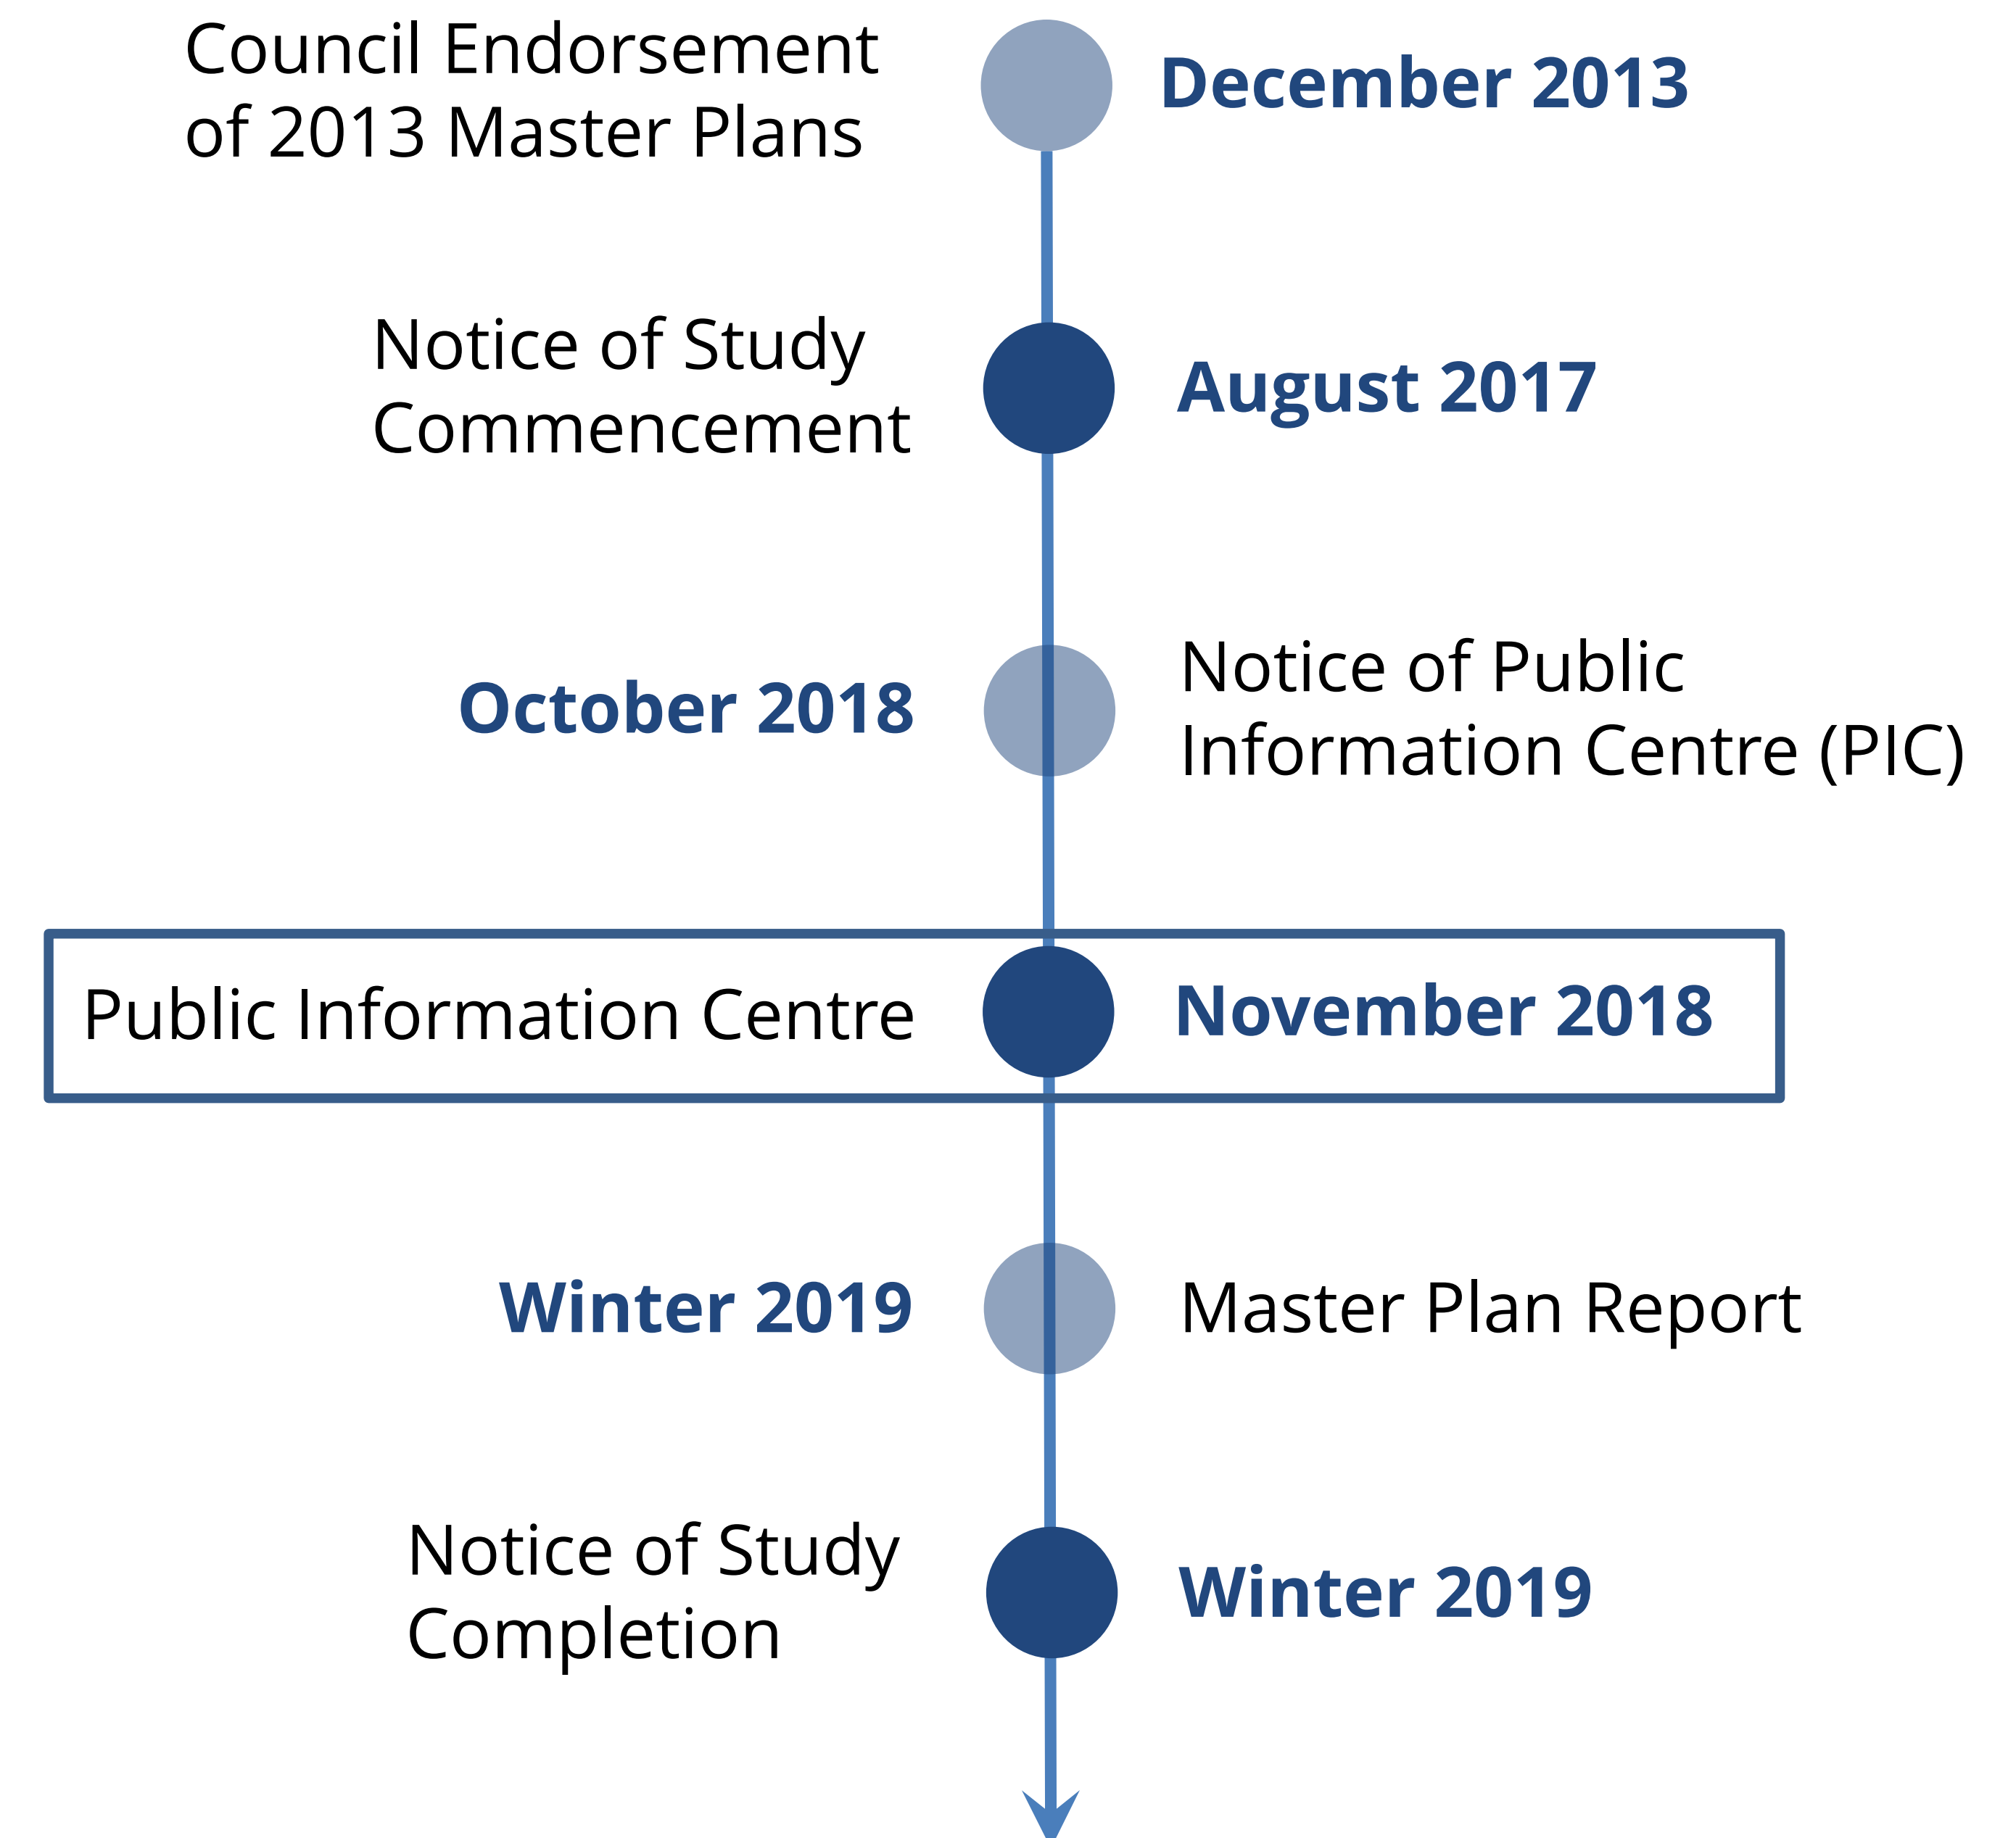 Council Endorsement
of 2013 Master Plans
December 2013
Notice of Study
Commencement
August 2017
October 2018
Notice of Public
Information Centre (PIC)
Public Information Centre
November 2018
Winter 2019
Master Plan Report
Notice of Study
Completion
Winter 2019